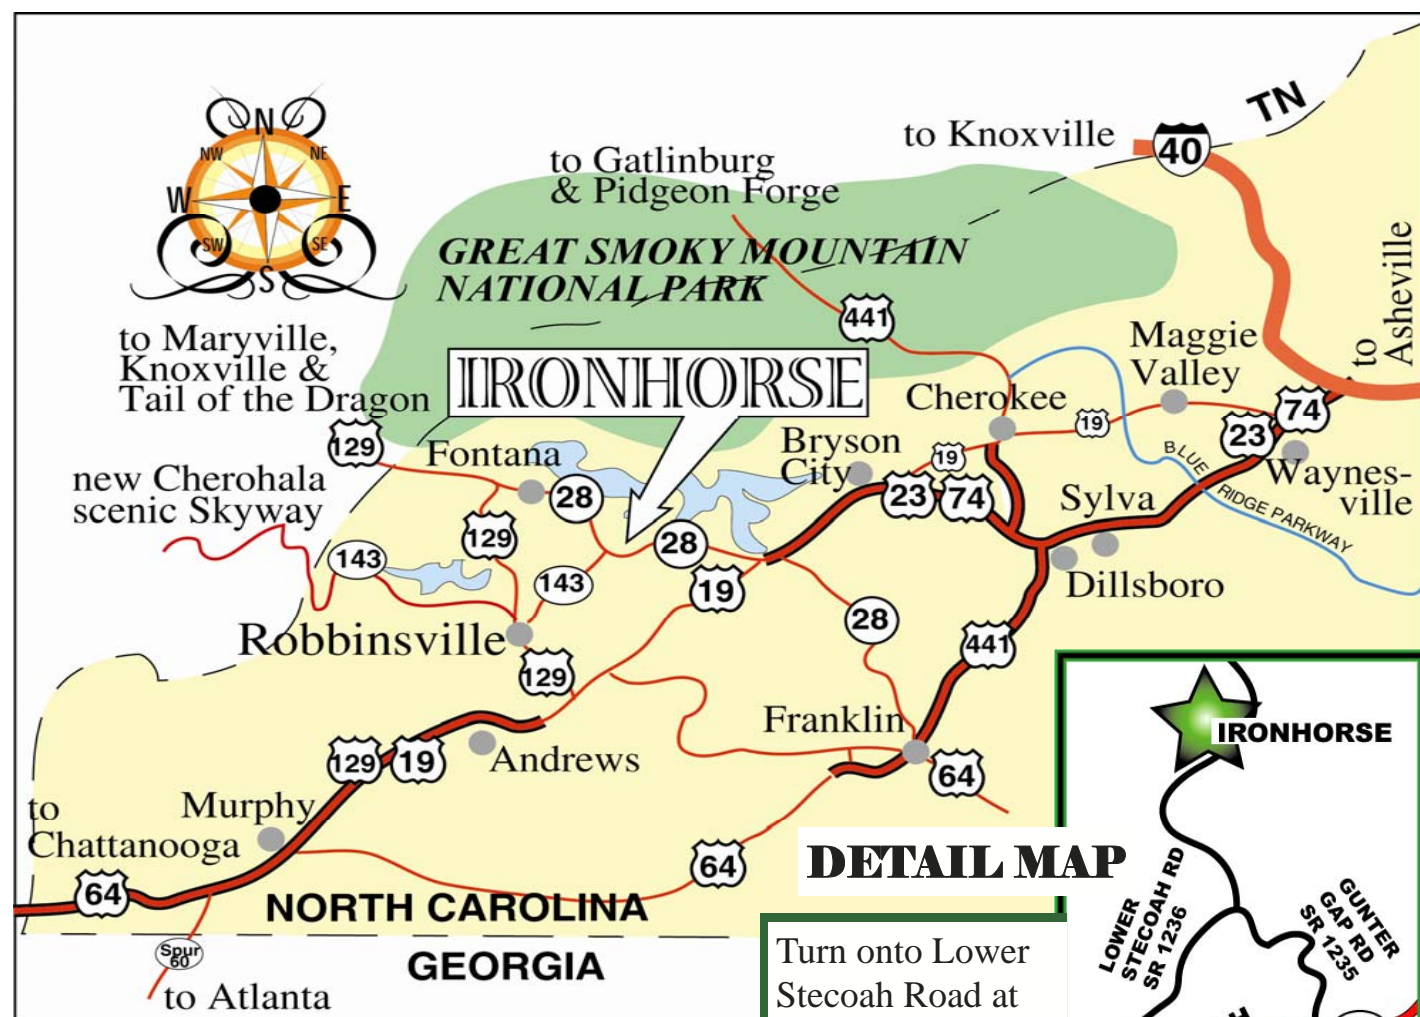 TN
to Knoxville
40
N
NW
NE
W
E
SW
SE
S
to Gatlinburg
& Pidgeon Forge
GREAT SMOKY MOUNTAIN
NATIONAL PARK
441
to
Asheville
to Maryville,
Knoxville &
Tail of the Dragon
IRONHORSE
Maggie
Valley
Cherokee
19
74
23
129
Fontana
Bryson
City
19
BLUE RIDGE PARKWAY
Waynes-
ville
new Cherohala
scenic Skyway
28
23
74
Sylva
129
28
143
143
19
Dillsboro
28
Robbinsville
441
129
Franklin
IRONHORSE
129
19
Andrews
64
to
Chattanooga
Murphy
64
64
DETAIL MAP
LOWER
STECOAH RD
SR 1236
GUNTER
GAP RD
SR 1235
NORTH CAROLINA
GEORGIA
Spur
60
to Atlanta
Turn onto Lower
Stecoah Road at